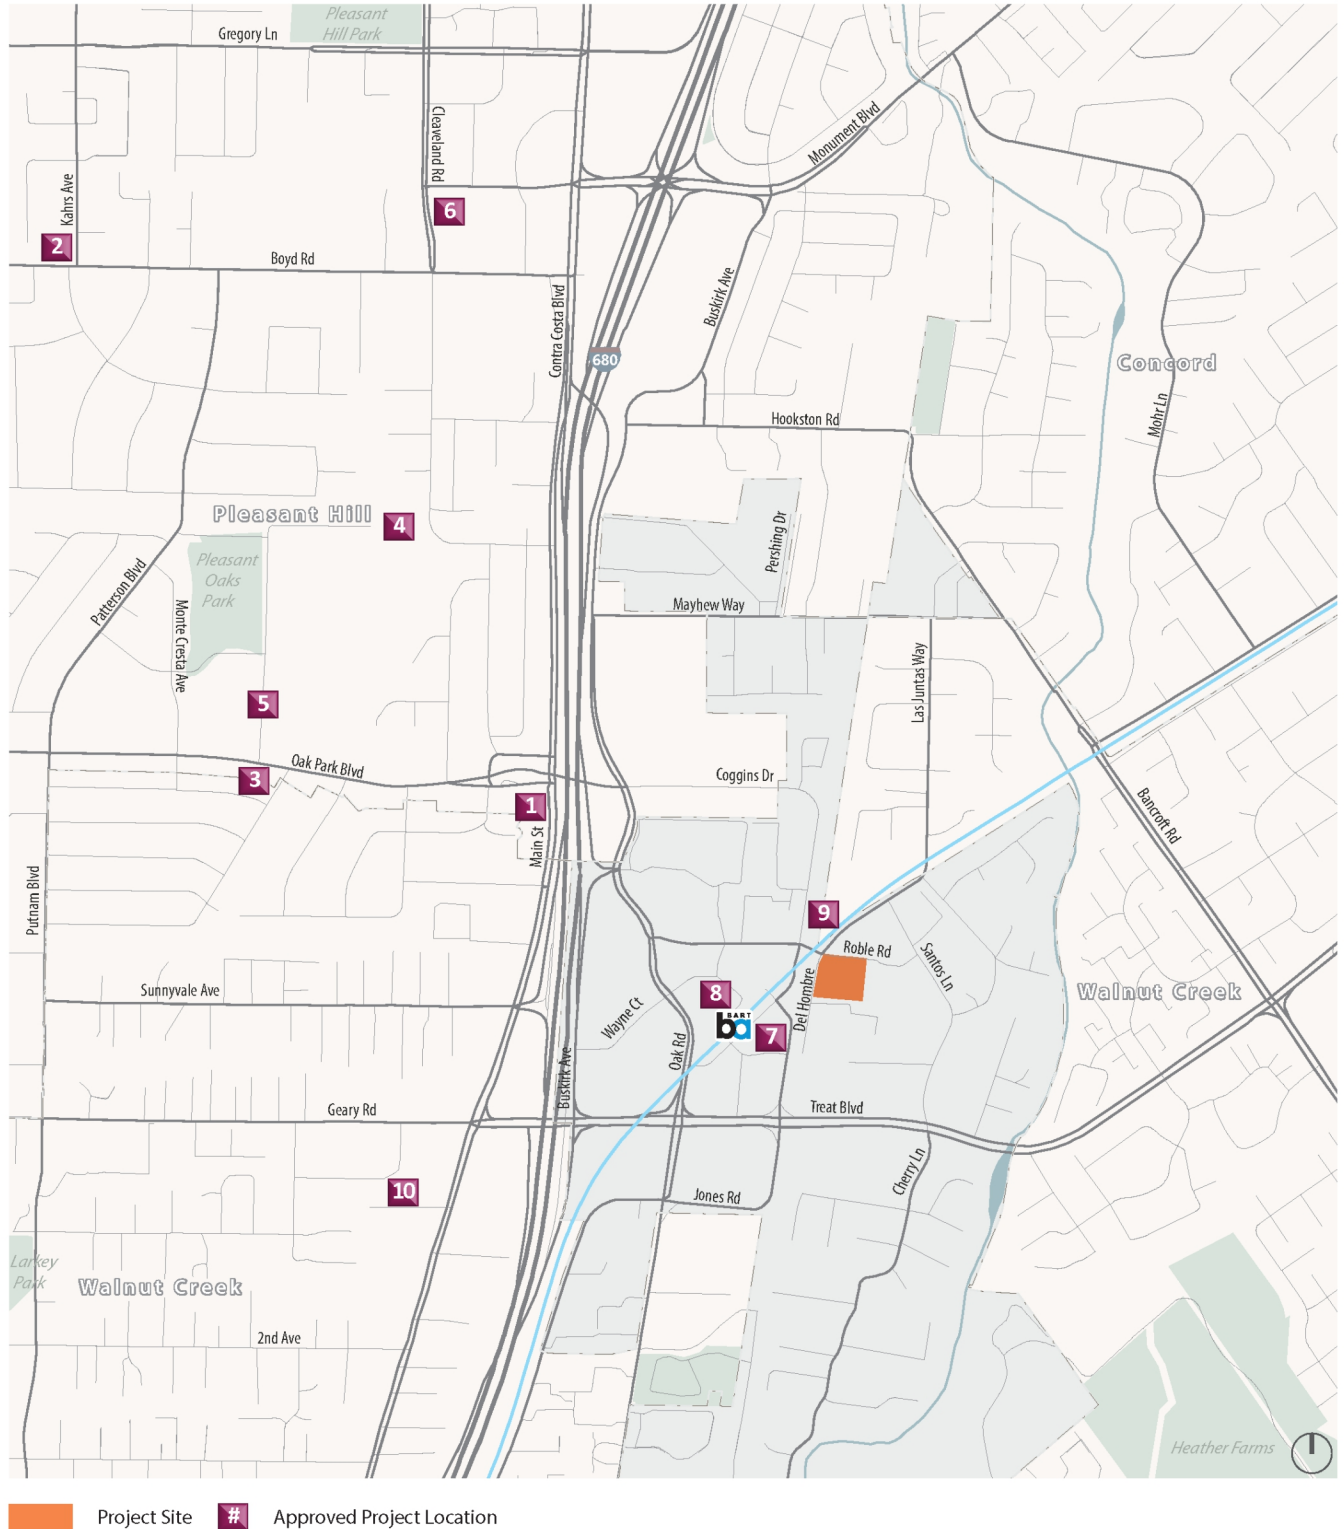 Pleasant
Hill Park
Gregory Ln
Cleaveland Rd
Monument Blvd
Kahrs Ave
6
2
Boyd Rd
Contra Costa Blvd
Buskirk Ave
680
Concord
Hookston Rd
Mohr Ln
Pleasant Hill
4
Pershing Dr
Pleasant
Oaks
Park
Patterson Blvd
Monte Cresta Ave
Mayhew Way
Las Juntas Way
5
Oak Park Blvd
3
Coggins Dr
1
Main St
Bancroft Rd
Putnam Blvd
9
Roble Rd
Santos Ln
Sunnyvale Ave
8
Wayne Ct
BART
ba
7
Del Hombre
Walnut Creek
Oak Rd
Buskirk Ave
Geary Rd
Treat Blvd
Cherry Ln
10
Jones Rd
Larkey
Park
Walnut Creek
2nd Ave
Heather Farms
Project Site
#
Approved Project Location